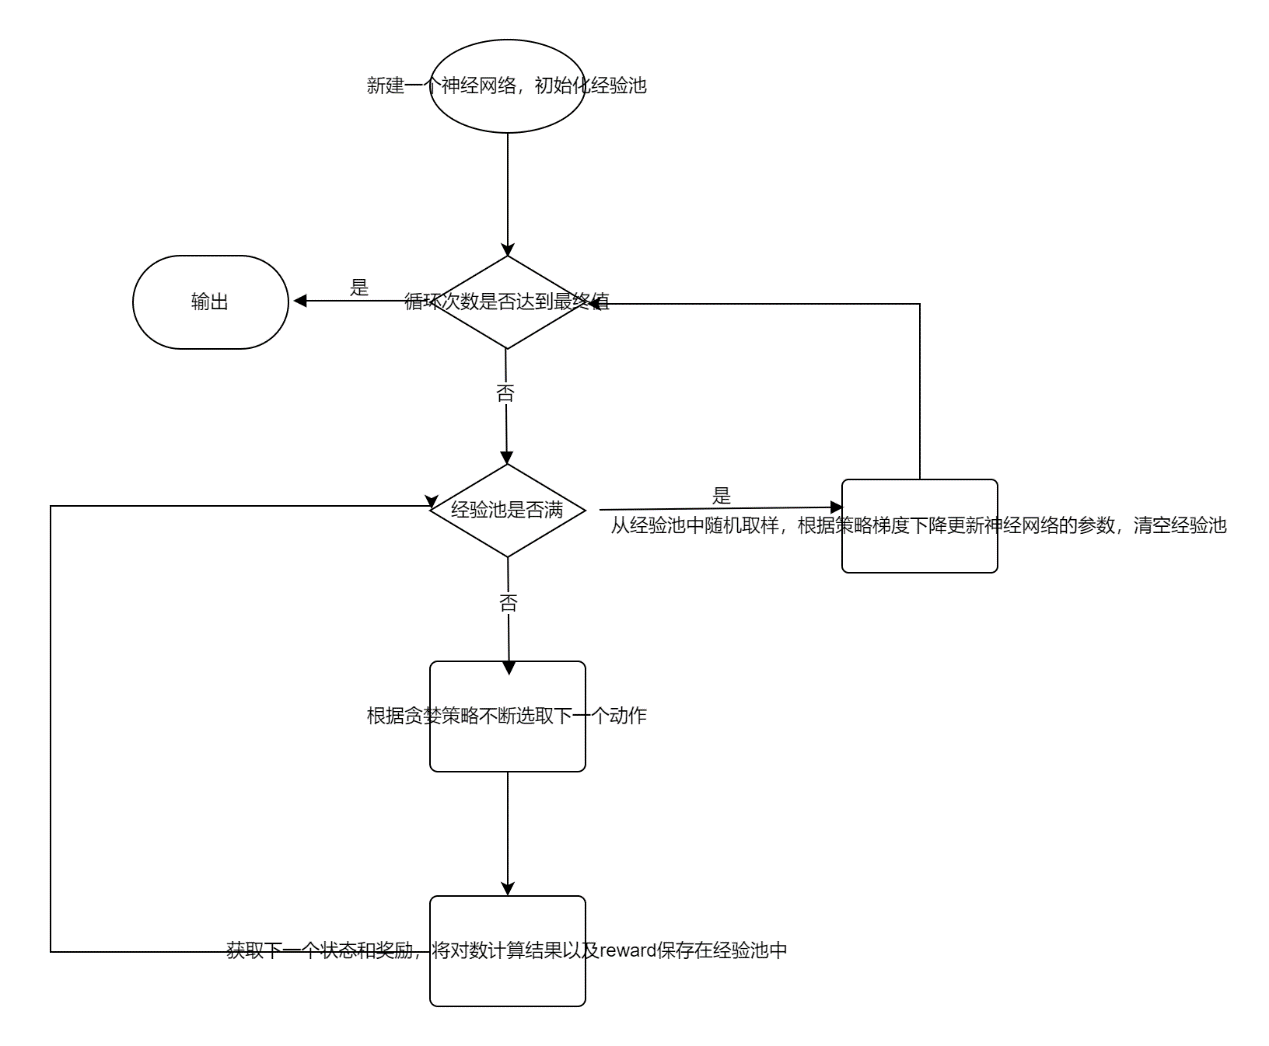 新建一个神经网络，初始化经验池
是
输出
循环次数是否达到最终值
否
经验池是否满
是
从经验池中随机取样，根据策略梯度下降更新神经网络的参数，清空经验池
否
根据贪婪策略不断选取下一个动作
获取下一个状态和奖励，将对数计算结果以及reward保存在经验池中